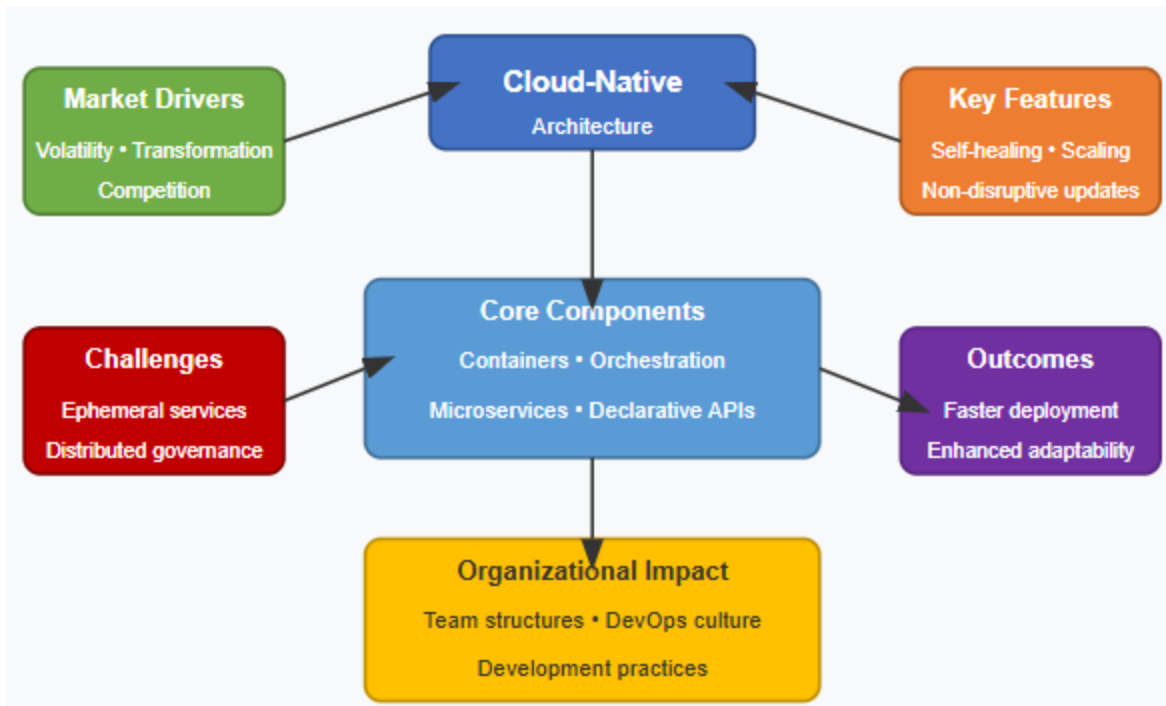 Cloud-Native
Architecture
Market Drivers
Volatility • Transformation
Competition
Key Features
Self-healing • Scaling
Non-disruptive updates
Core Components
Containers • Orchestration
Microservices • Declarative APIs
Challenges
Ephemeral services
Distributed governance
Outcomes
Faster deployment
Enhanced adaptability
Organizational Impact
Team structures • DevOps culture
Development practices